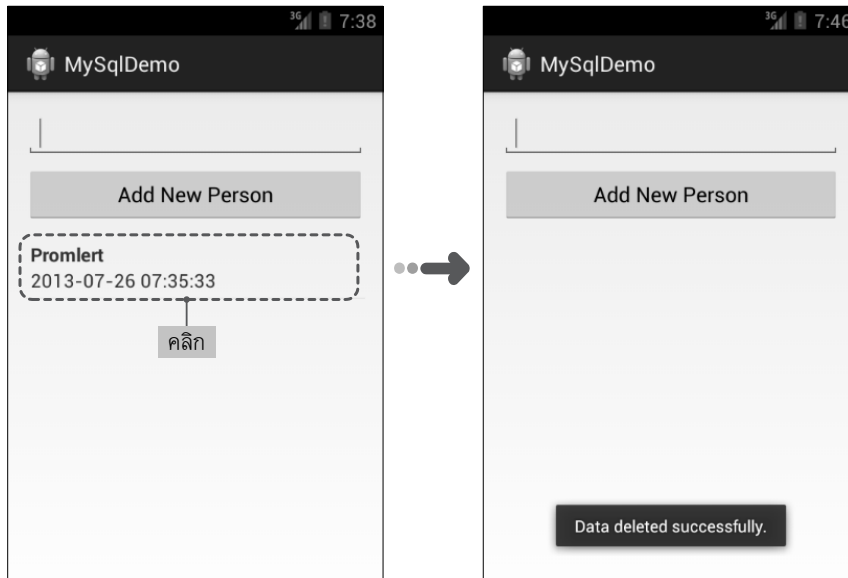 7:38
MySqlDemo
Add New Person
Promlert
2013-07-26 07:35:33
คลิก
7:46
MySqlDemo
Add New Person
Data deleted successfully.